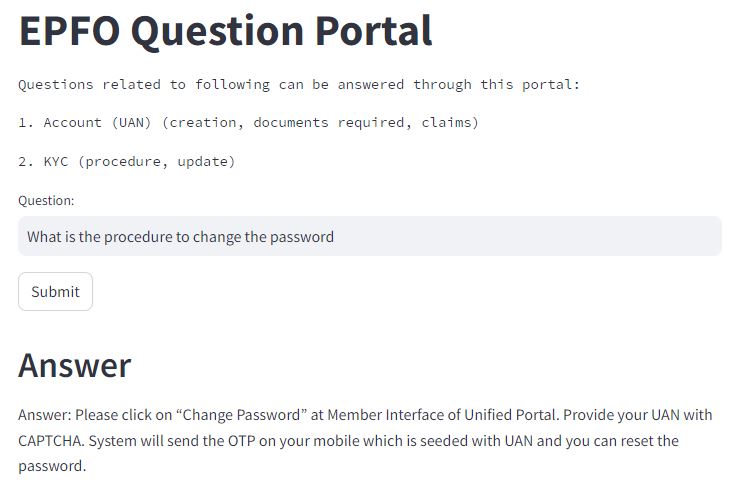 EPFO Question Portal
Questions related to following can be answered through this portal:
1. Account (UAN) (creation, documents required, claims)
2. KYC (procedure, update)
Question:
What is the procedure to change the password
Submit
Answer
Answer: Please click on “Change Password” at Member Interface of Unified Portal. Provide your UAN with
CAPTCHA. System will send the OTP on your mobile which is seeded with UAN and you can reset the
password.